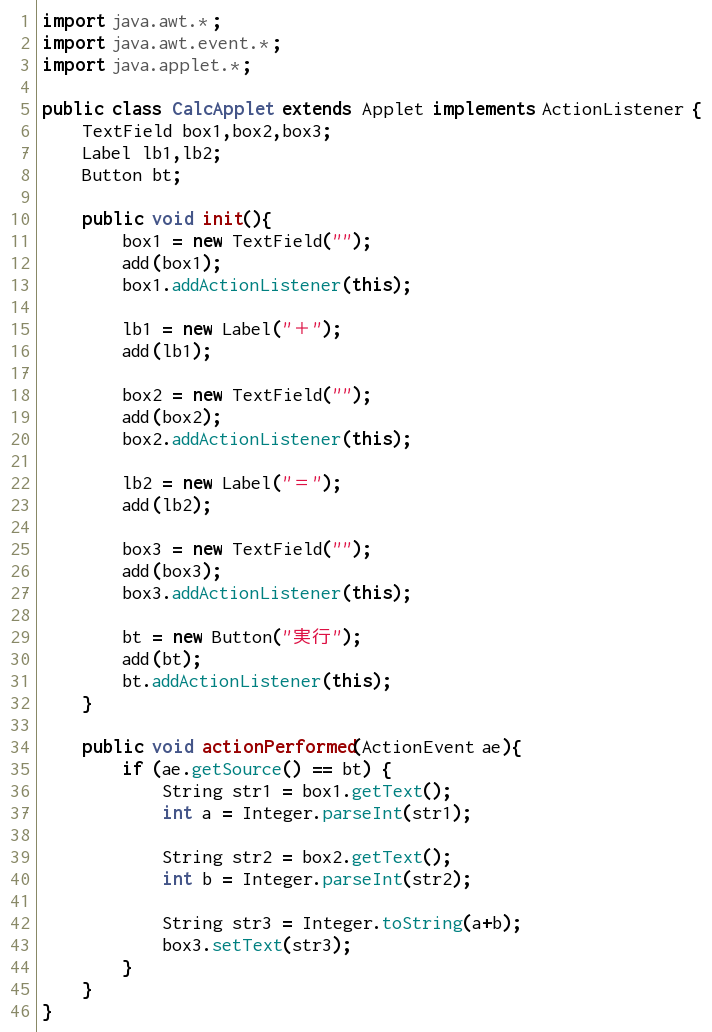 1 import java.awt.*;
2 import java.awt.event.*;
3 import java.applet.*;
4
5 public class CalcApplet extends Applet implements ActionListener {
6     TextField box1,box2,box3;
7     Label lb1,lb2;
8     Button bt;
9
10     public void init(){
11         box1 = new TextField("");
12         add(box1);
13         box1.addActionListener(this);
14
15         lb1 = new Label("＋");
16         add(lb1);
17
18         box2 = new TextField("");
19         add(box2);
20         box2.addActionListener(this);
21
22         lb2 = new Label("＝");
23         add(lb2);
24
25         box3 = new TextField("");
26         add(box3);
27         box3.addActionListener(this);
28
29         bt = new Button("実行");
30         add(bt);
31         bt.addActionListener(this);
32     }
33
34     public void actionPerformed(ActionEvent ae){
35         if (ae.getSource() == bt) {
36             String str1 = box1.getText();
37             int a = Integer.parseInt(str1);
38
39             String str2 = box2.getText();
40             int b = Integer.parseInt(str2);
41
42             String str3 = Integer.toString(a+b);
43             box3.setText(str3);
44         }
45     }
46 }